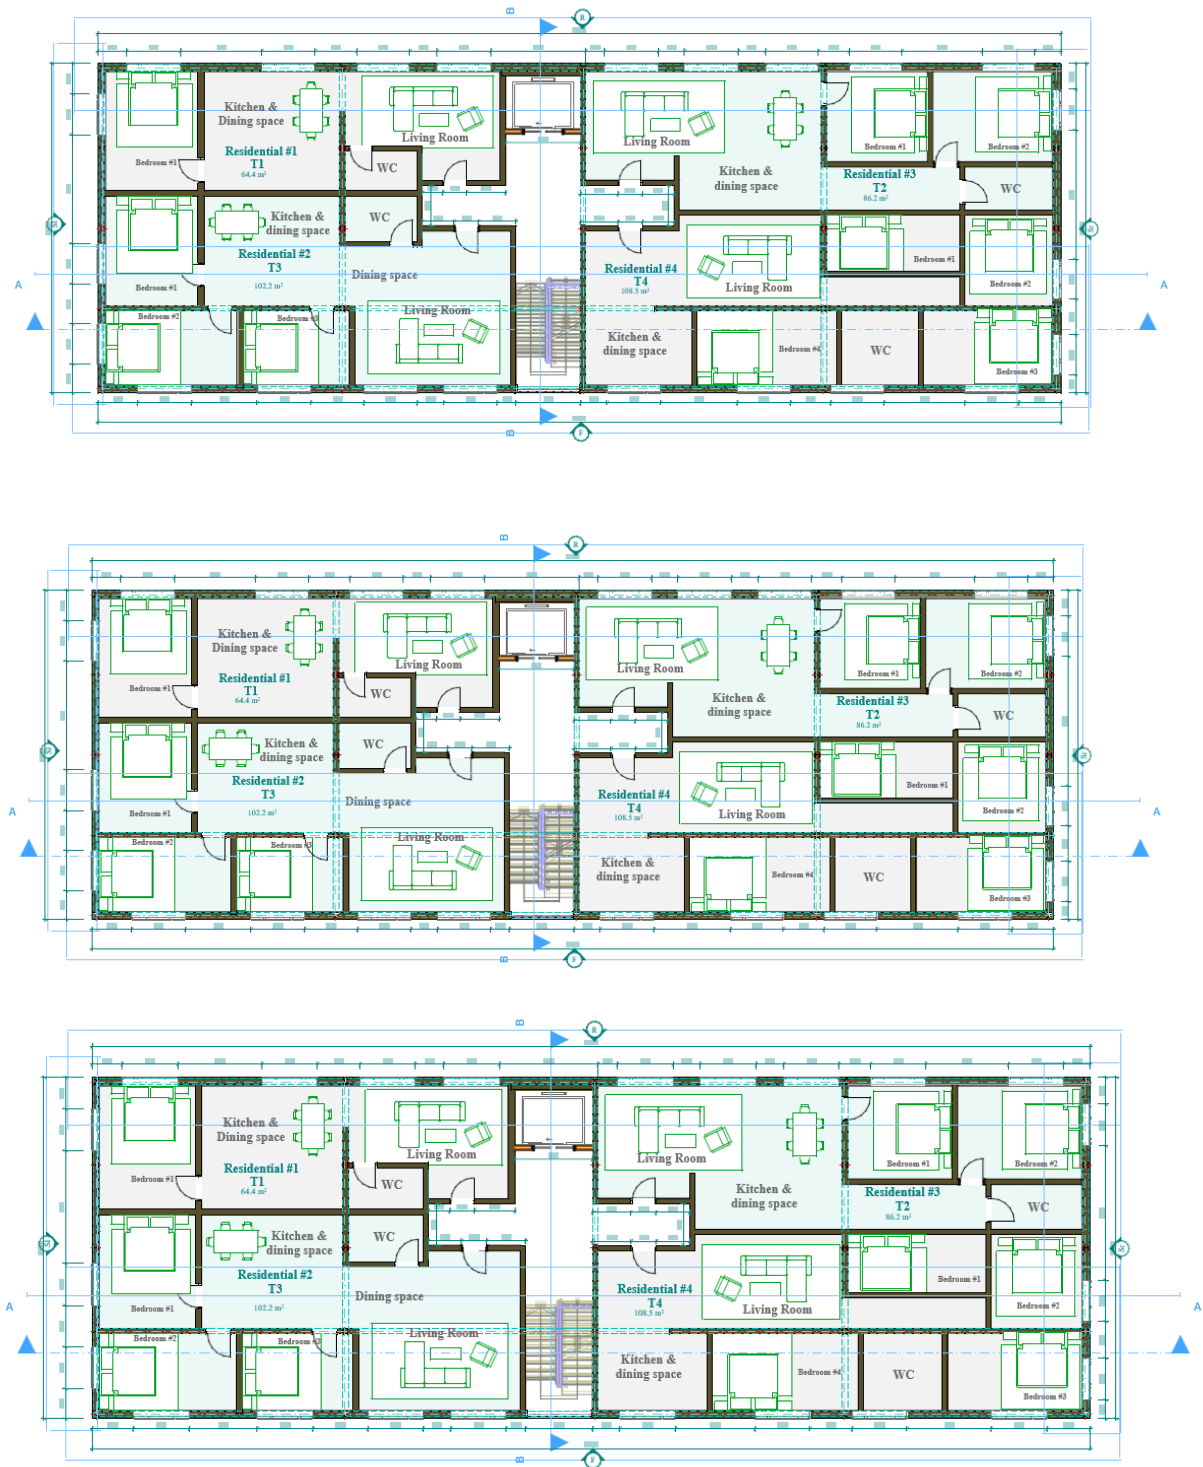 B
R
Kitchen &
Dining space
Living Room
Bedroom #1
Residential #1
T1
64.4 m²
WC
Living Room
Kitchen &
dining space
Bedroom #1
Bedroom #2
Residential #3
T2
86.2 m²
WC
WC
Kitchen &
dining space
Residential #2
T3
102.2 m²
Dining space
Bedroom #1
Bedroom #2
Bedroom #3
Living Room
Residential #4
T4
108.5 m²
Living Room
Bedroom #1
Bedroom #2
Kitchen &
dining space
Bedroom #4
WC
Bedroom #3
A
A
B
F
B
R
Kitchen &
Dining space
Living Room
Bedroom #1
Residential #1
T1
64.4 m²
WC
Living Room
Kitchen &
dining space
Bedroom #1
Bedroom #2
Residential #3
T2
86.2 m²
WC
WC
Kitchen &
dining space
Residential #2
T3
102.2 m²
Dining space
Bedroom #1
Bedroom #2
Bedroom #3
Living Room
Residential #4
T4
108.5 m²
Living Room
Bedroom #1
Bedroom #2
Kitchen &
dining space
Bedroom #4
WC
Bedroom #3
A
A
B
F
B
R
Kitchen &
Dining space
Living Room
Bedroom #1
Residential #1
T1
64.4 m²
WC
Living Room
Kitchen &
dining space
Bedroom #1
Bedroom #2
Residential #3
T2
86.2 m²
WC
WC
Kitchen &
dining space
Residential #2
T3
102.2 m²
Dining space
Bedroom #1
Bedroom #2
Bedroom #3
Living Room
Residential #4
T4
108.5 m²
Living Room
Bedroom #1
Bedroom #2
Kitchen &
dining space
Bedroom #4
WC
Bedroom #3
A
A
B
F